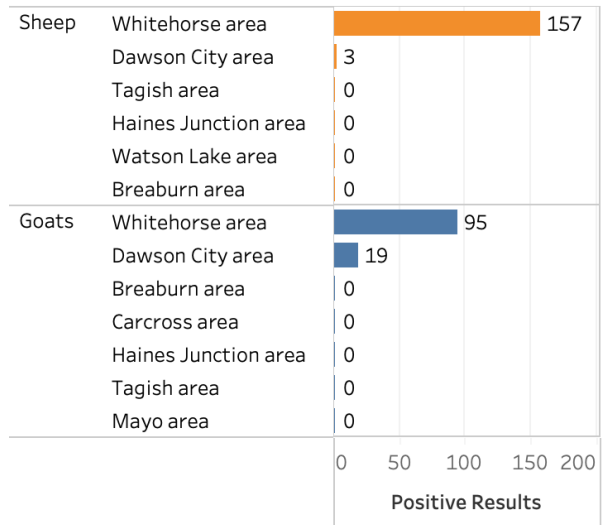 Sheep Whitehorse area 157
Dawson City area 3
Tagish area 0
Haines Junction area 0
Watson Lake area 0
Breaburn area 0
Goats Whitehorse area 95
Dawson City area 19
Breaburn area 0
Carcross area 0
Haines Junction area 0
Tagish area 0
Mayo area 0
0 50 100 150 200
Positive Results